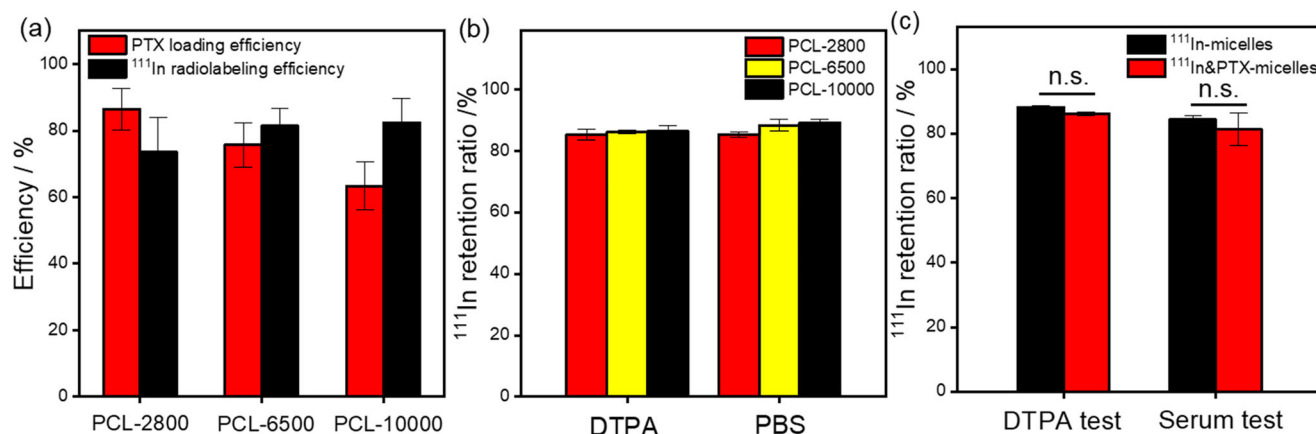 (a)
PTX loading efficiency
¹¹¹In radiolabeling efficiency
Efficiency / %
100
80
60
40
20
0
PCL-2800 PCL-6500 PCL-10000
(b)
PCL-2800
PCL-6500
PCL-10000
¹¹¹In retention ratio /%
100
80
60
40
20
0
DTPA PBS
(c)
¹¹¹In-micelles
¹¹¹In&PTX-micelles
n.s. n.s.
¹¹¹In retention ratio / %
100
80
60
40
20
0
DTPA test Serum test